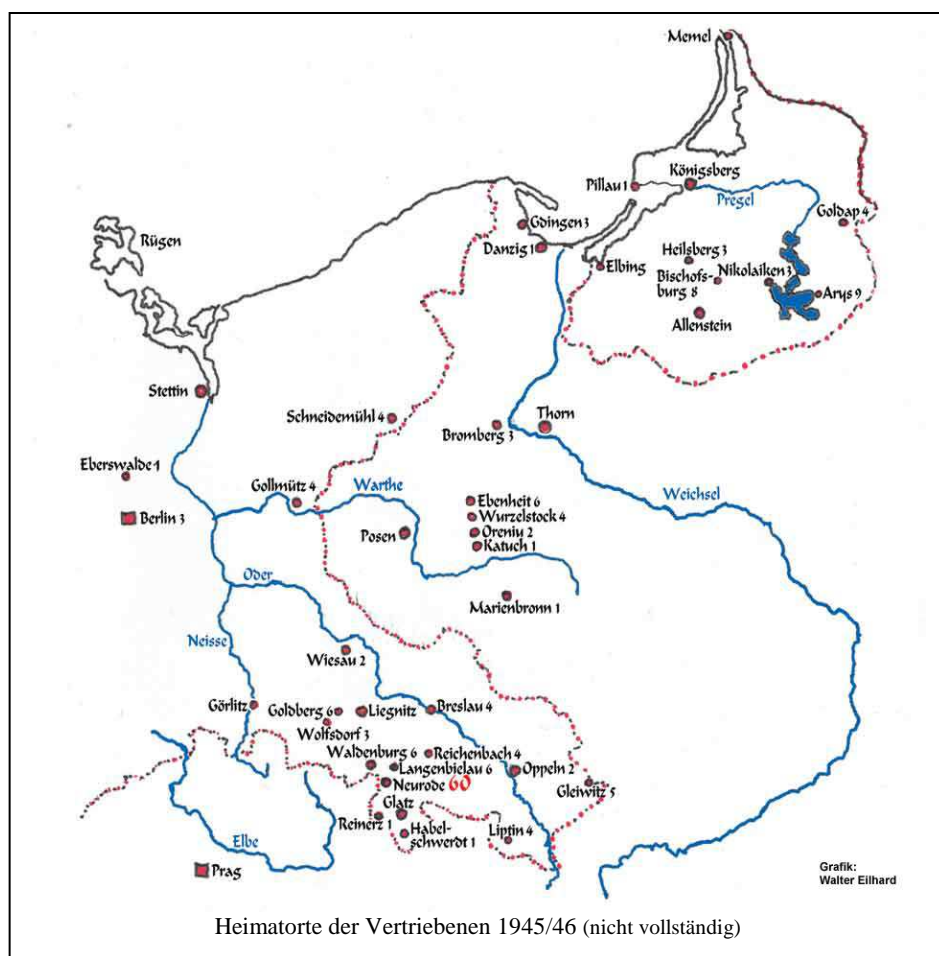 Memel
Königsberg
Pillau 1
Pregel
Goldap 4
Gdingen 3
Rügen
Danzig 1
Heilsberg 3
Elbing
Nikolaiken 3
Bischofs-
burg 8
Arys 9
Allenstein
Stettin
Schneidemühl 4
Bromberg 3
Thorn
Eberswalde 1
Gollmütz 4
Warthe
Weichsel
Ebenheit 6
Berlin 3
Wurzelstock 4
Posen
Oreniu 2
Katuch 1
Oder
Marienbronn 1
Neisse
Wiesau 2
Görlitz
Goldberg 6
Liegnitz
Breslau 4
Wolfsdorf 3
Waldenburg 6
Reichenbach 4
Langenbielau 6
Oppeln 2
Neurode 60
Gleiwitz 5
Glatz
Reinerz 1
Habel-
schwerdt 1
Liptin 4
Elbe
Prag
Grafik:
Walter Eilhard
Heimatorte der Vertriebenen 1945/46 (nicht vollständig)